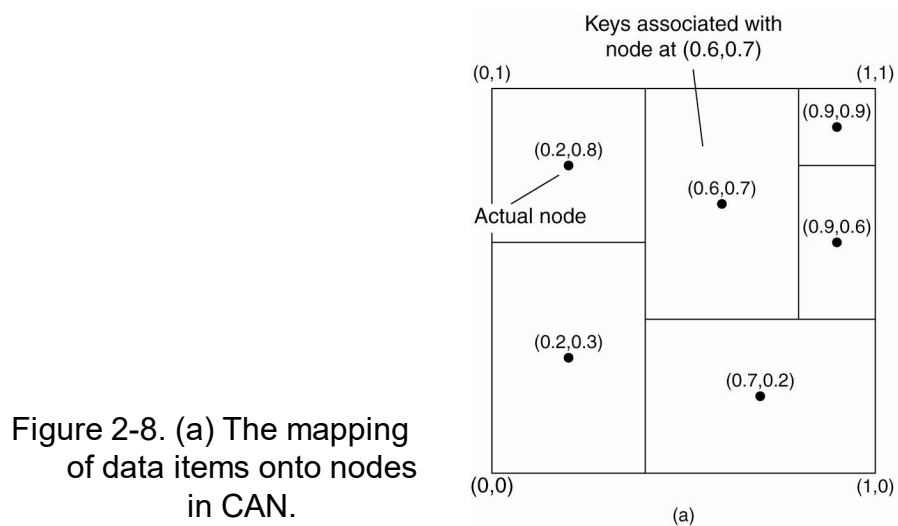 Keys associated with
node at (0.6,0.7)
(0,1)
(1,1)
(0.9,0.9)
(0.2,0.8)
(0.6,0.7)
Actual node
(0.9,0.6)
(0.2,0.3)
(0.7,0.2)
Figure 2-8. (a) The mapping
of data items onto nodes
in CAN.
(0,0)
(1,0)
(a)